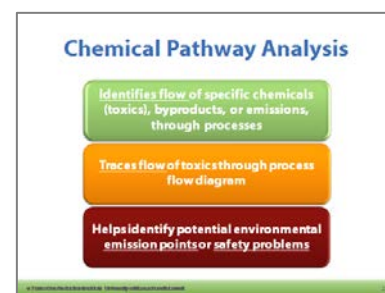 Chemical Pathway Analysis
Identifies flow of specific chemicals
(toxics), byproducts, or emissions,
through processes
Traces flow of toxics through process
flow diagram
Helps identify potential environmental
emission points or safety problems